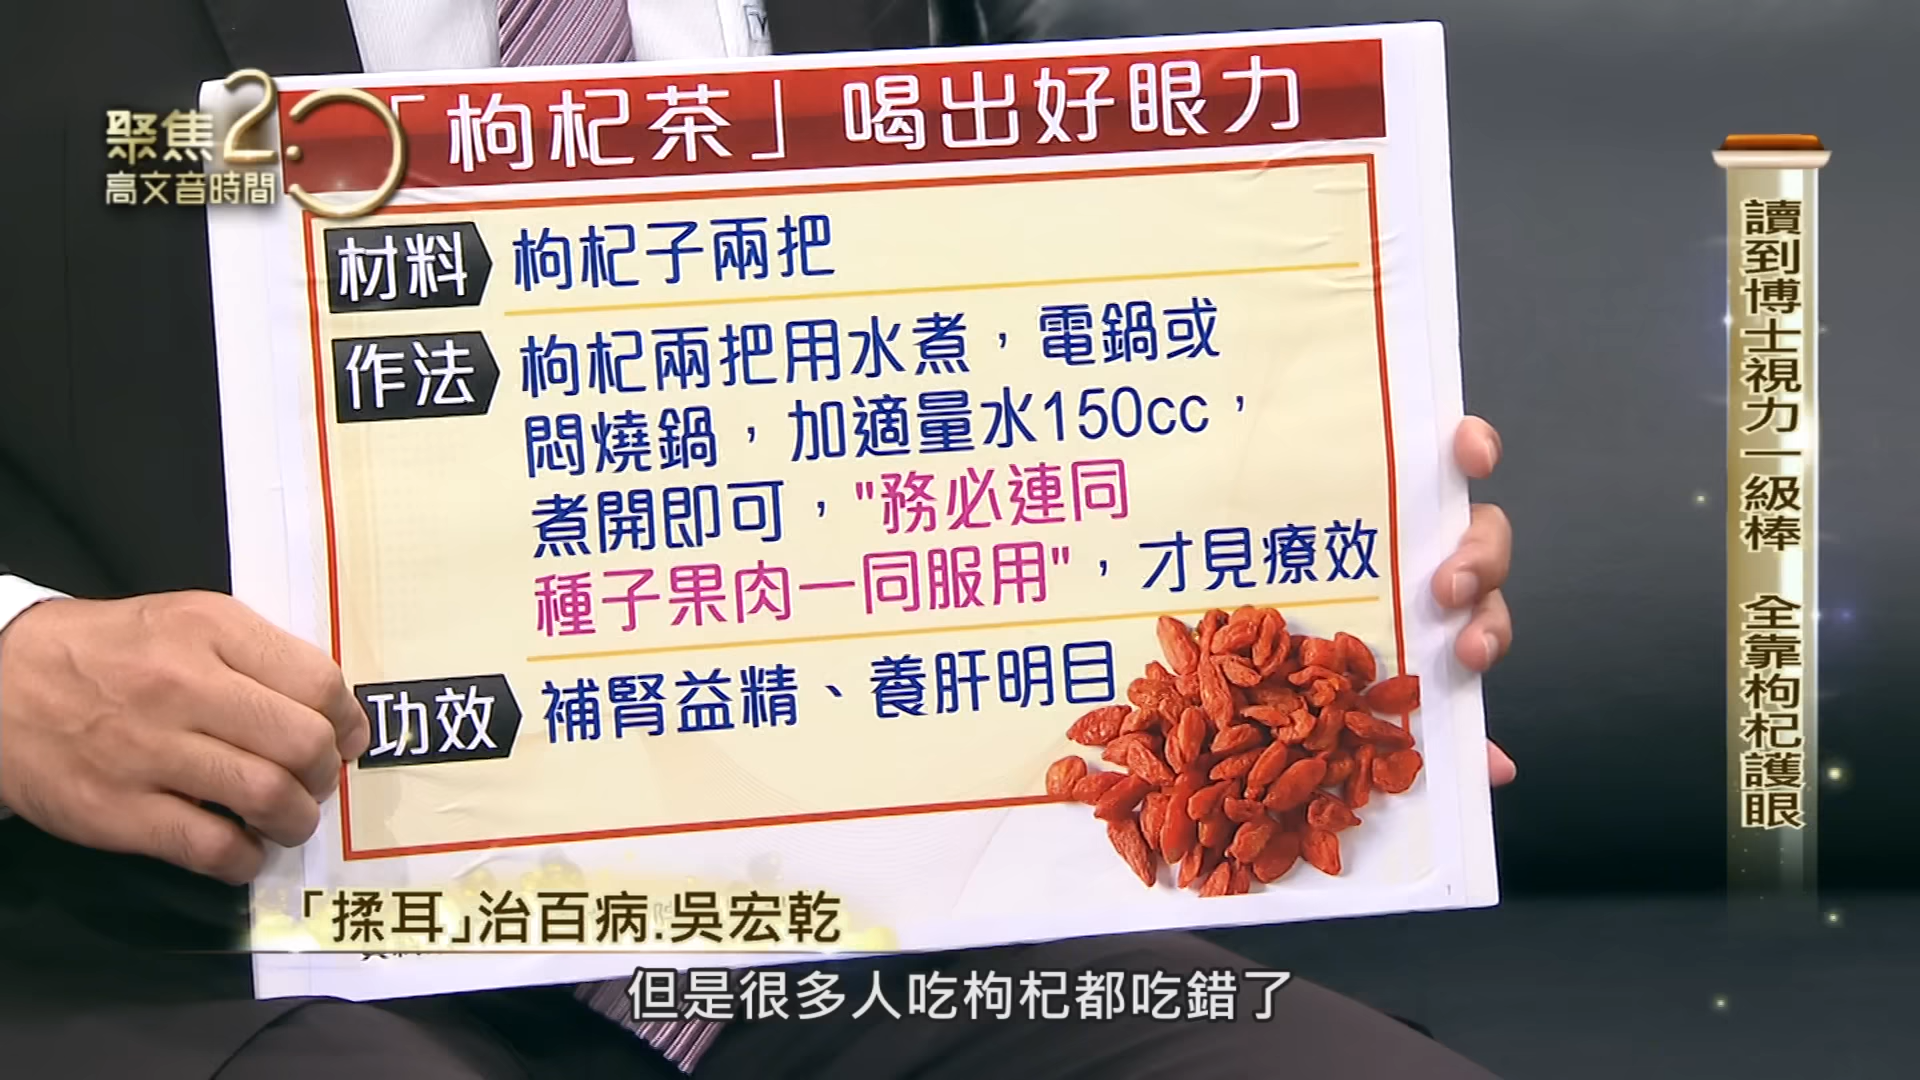 聚焦2.0
高文音時間
「枸杞茶」喝出好眼力
材料 枸杞子兩把
作法 枸杞兩把用水煮，電鍋或
悶燒鍋，加適量水150cc，
煮開即可，"務必連同
種子果肉一同服用"，才見療效
功效 補腎益精、養肝明目
讀到博士視力一級棒 全靠枸杞護眼
「揉耳」治百病.吳宏乾
但是很多人吃枸杞都吃錯了